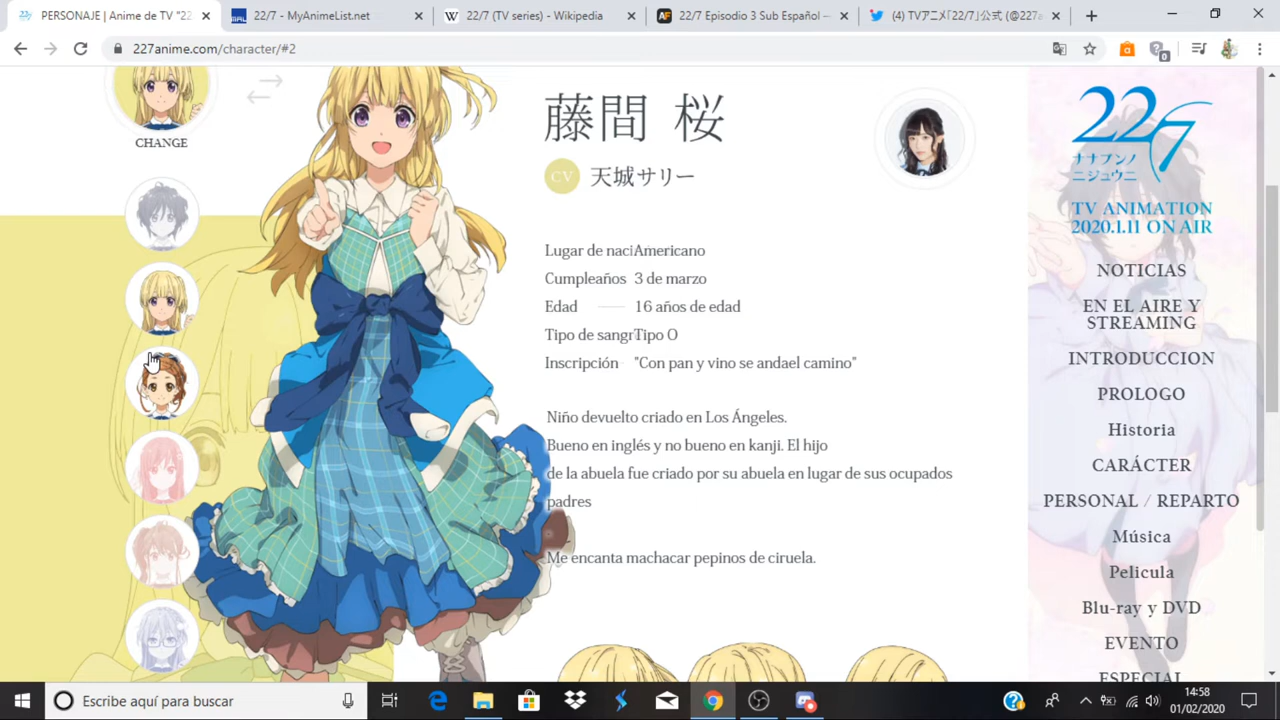 PERSONAJE | Anime de TV "22
22/7 - MyAnimeList.net
22/7 (TV series) - Wikipedia
22/7 Episodio 3 Sub Español —
(4) TVアニメ「22/7」公式 (@227a
227anime.com/character/#2
0
CHANGE
藤間 桜
CV 天城サリー
Lugar de naci Americano
Cumpleaños 3 de marzo
Edad 16 años de edad
Tipo de sangr Tipo O
Inscripción "Con pan y vino se andael camino"
Niño devuelto criado en Los Ángeles.
Bueno en inglés y no bueno en kanji. El hijo
de la abuela fue criado por su abuela en lugar de sus ocupados
padres
Me encanta machacar pepinos de ciruela.
22/7
ナナブンノ
ニジュウニ
TV ANIMATION
2020.1.11 ON AIR
NOTICIAS
EN EL AIRE Y
STREAMING
INTRODUCCION
PROLOGO
Historia
CARÁCTER
PERSONAL / REPARTO
Música
Pelicula
Blu-ray y DVD
EVENTO
ESPECIAL
Escribe aquí para buscar
14:58
01/02/2020